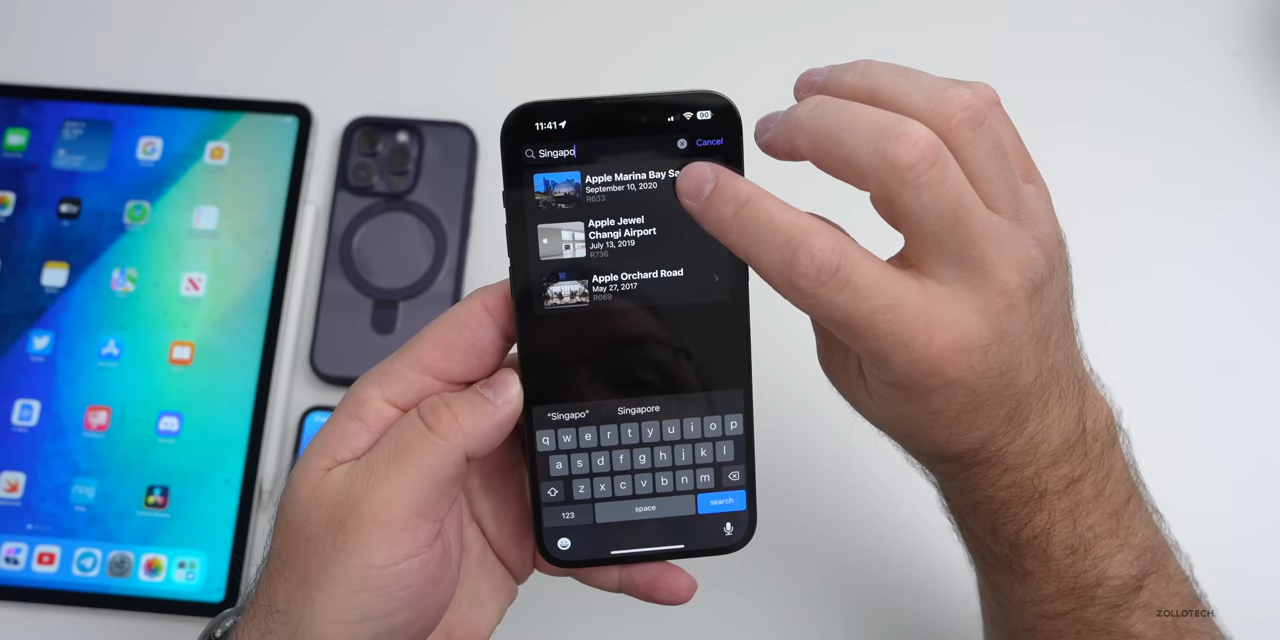 11:41
90
Singapo
Cancel
Apple Marina Bay Sa
September 10, 2020
R633
Apple Jewel
Changi Airport
July 13, 2019
R736
Apple Orchard Road
May 27, 2017
R669
"Singapo"
Singapore
q w e r t y u i o p
a s d f g h j k l
z x c v b n m
123
space
search
ZOLLOTECH